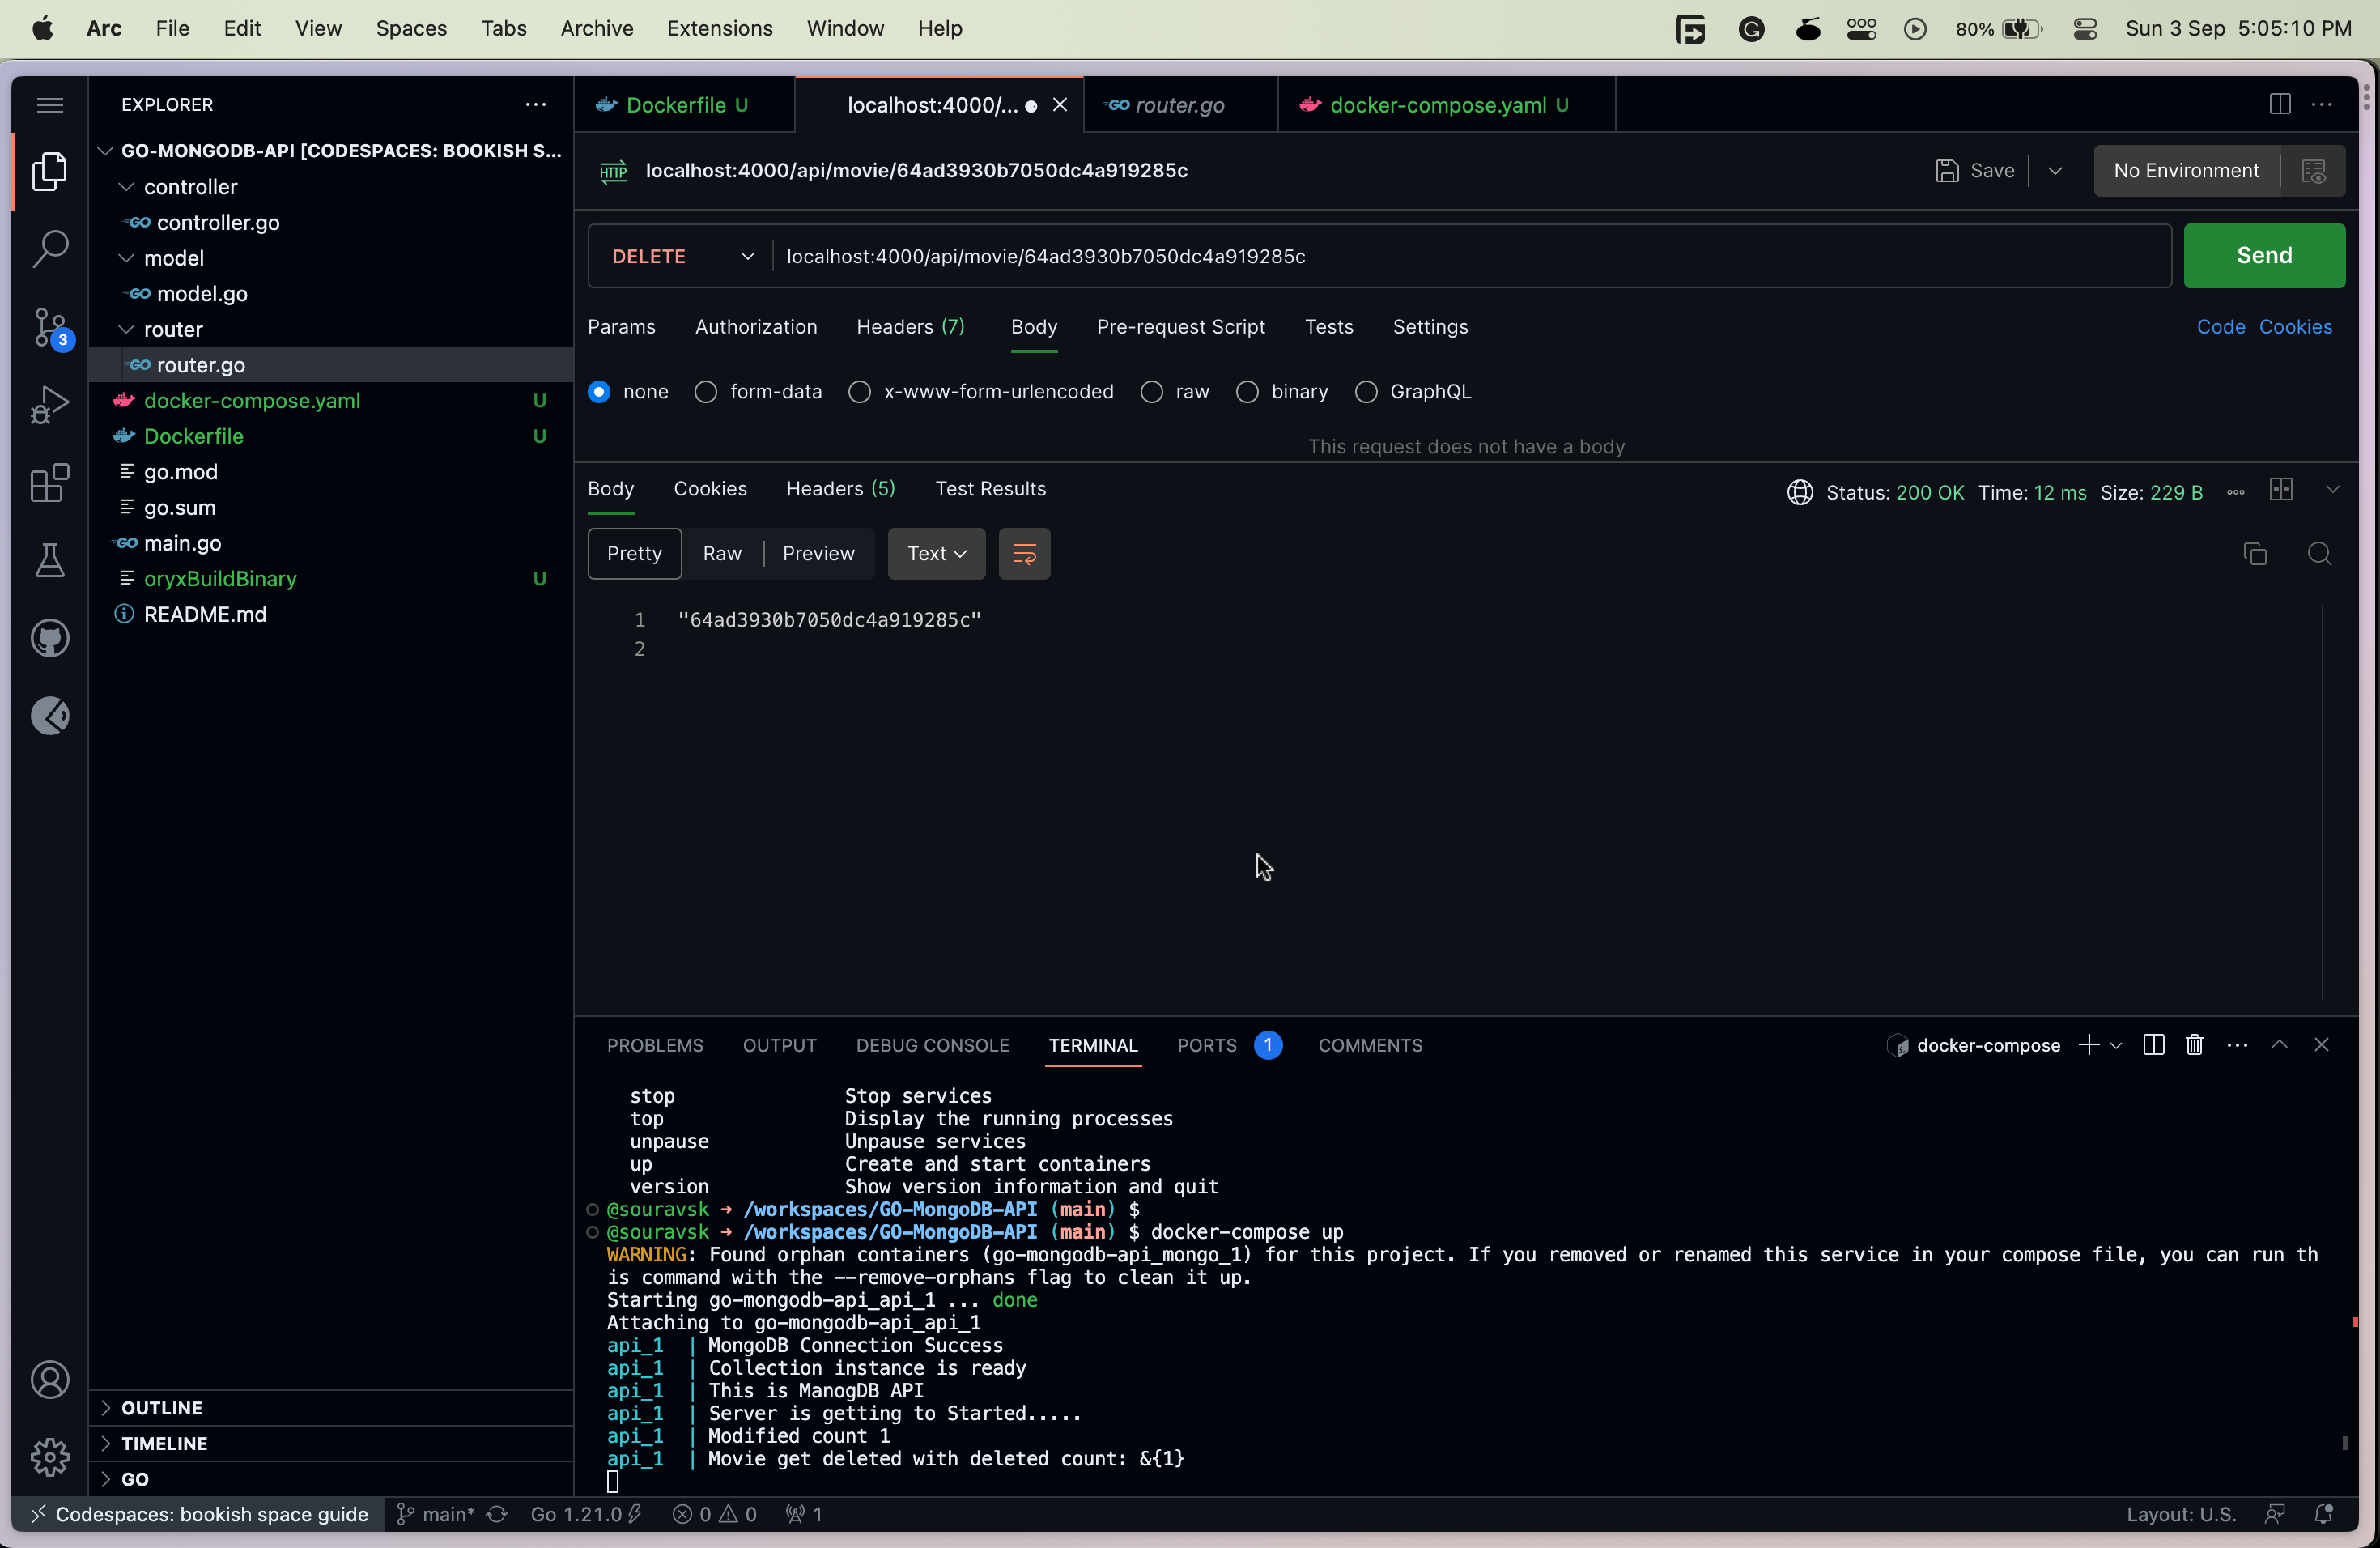 Arc File Edit View Spaces Tabs Archive Extensions Window Help 80% Sun 3 Sep 5:05:10 PM
EXPLORER
GO-MONGODB-API [CODESPACES: BOOKISH S...
controller
GO controller.go
model
GO model.go
router
GO router.go
docker-compose.yaml U
Dockerfile U
go.mod
go.sum
GO main.go
oryxBuildBinary U
README.md
3
OUTLINE
TIMELINE
GO
Dockerfile U localhost:4000/... GO router.go docker-compose.yaml U
HTTP localhost:4000/api/movie/64ad3930b7050dc4a919285c Save No Environment
DELETE localhost:4000/api/movie/64ad3930b7050dc4a919285c Send
Params Authorization Headers (7) Body Pre-request Script Tests Settings Code Cookies
none form-data x-www-form-urlencoded raw binary GraphQL
This request does not have a body
Body Cookies Headers (5) Test Results Status: 200 OK Time: 12 ms Size: 229 B
Pretty Raw Preview Text
1 "64ad3930b7050dc4a919285c"
2
PROBLEMS OUTPUT DEBUG CONSOLE TERMINAL PORTS 1 COMMENTS docker-compose
stop Stop services
top Display the running processes
unpause Unpause services
up Create and start containers
version Show version information and quit
@souravsk ➜ /workspaces/GO-MongoDB-API (main) $
@souravsk ➜ /workspaces/GO-MongoDB-API (main) $ docker-compose up
WARNING: Found orphan containers (go-mongodb-api_mongo_1) for this project. If you removed or renamed this service in your compose file, you can run th
is command with the --remove-orphans flag to clean it up.
Starting go-mongodb-api_api_1 ... done
Attaching to go-mongodb-api_api_1
api_1 | MongoDB Connection Success
api_1 | Collection instance is ready
api_1 | This is ManogDB API
api_1 | Server is getting to Started.....
api_1 | Modified count 1
api_1 | Movie get deleted with deleted count: &{1}
Codespaces: bookish space guide main* Go 1.21.0 0 0 1 Layout: U.S.